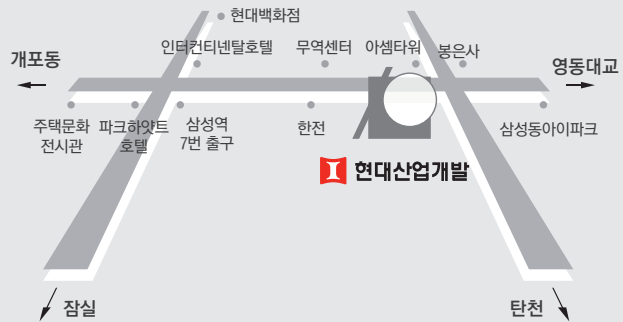 현대백화점
인터컨티넨탈호텔
무역센터
아셈타워
봉은사
개포동
영동대교
주택문화
전시관
파크하얏트
호텔
삼성역
7번 출구
한전
삼성동아이파크
현대산업개발
잠실
탄천